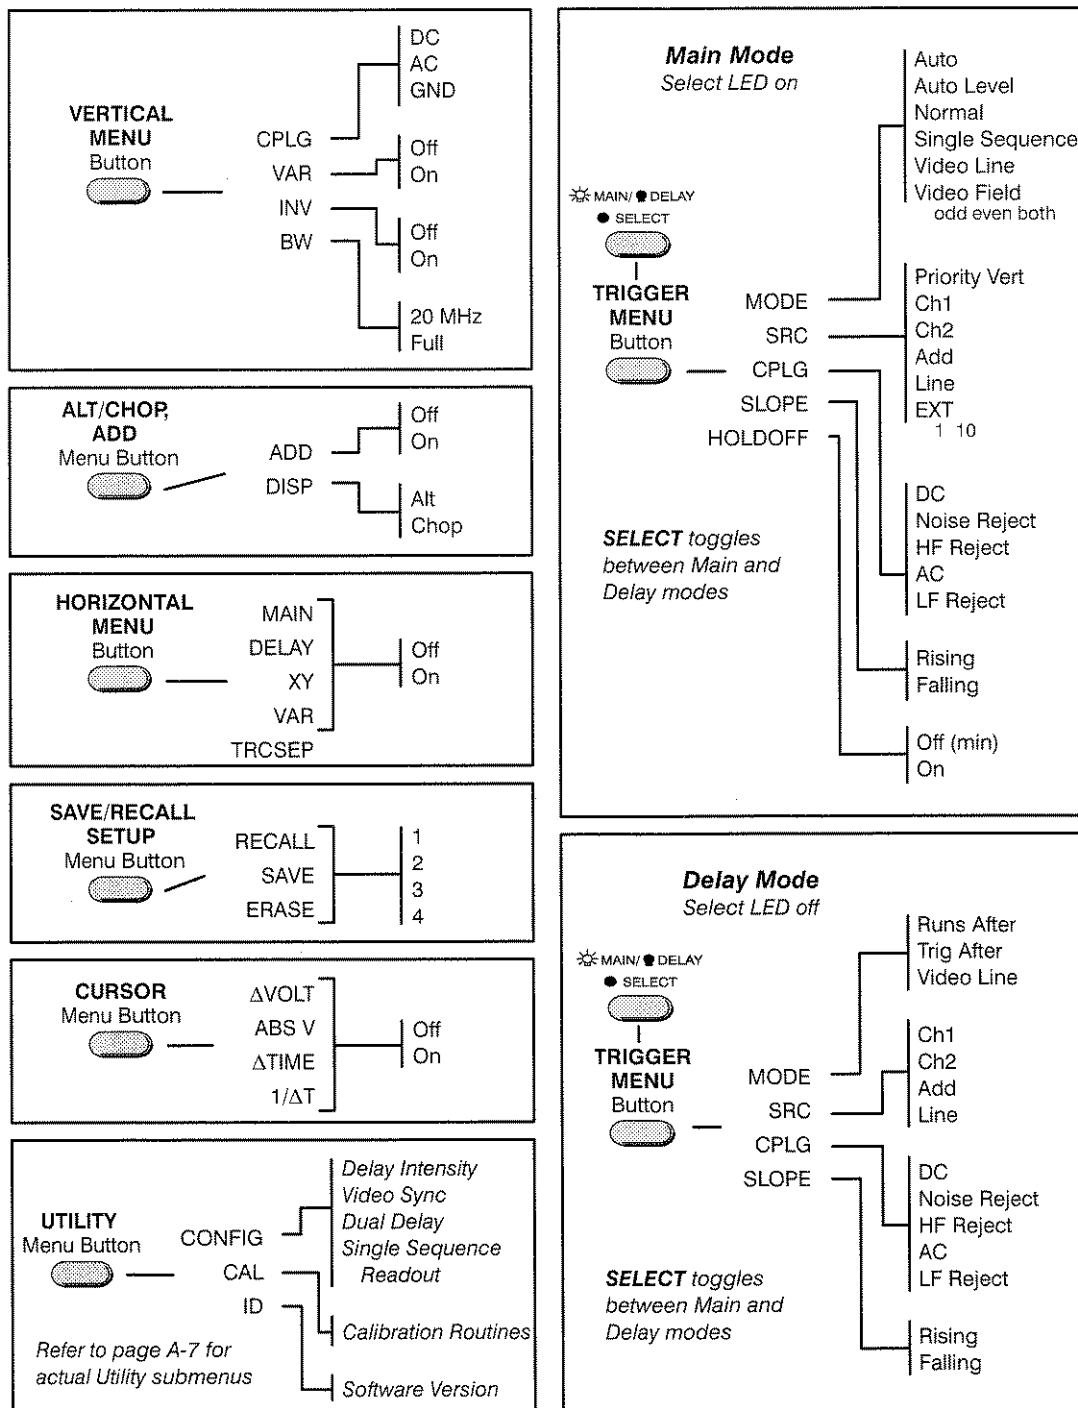 VERTICAL
MENU
Button
CPLG
VAR
INV
BW
DC
AC
GND
Off
On
Off
On
20 MHz
Full
ALT/CHOP,
ADD
Menu Button
ADD
DISP
Off
On
Alt
Chop
HORIZONTAL
MENU
Button
MAIN
DELAY
XY
VAR
TRCSEP
Off
On
SAVE/RECALL
SETUP
Menu Button
RECALL
SAVE
ERASE
1
2
3
4
CURSOR
Menu Button
ΔVOLT
ABS V
ΔTIME
1/ΔT
Off
On
UTILITY
Menu Button
CONFIG
CAL
ID
Delay Intensity
Video Sync
Dual Delay
Single Sequence
Readout
Calibration Routines
Software Version
Refer to page A-7 for
actual Utility submenus
Main Mode
Select LED on
MAIN/ DELAY
SELECT
TRIGGER
MENU
Button
MODE
SRC
CPLG
SLOPE
HOLDOFF
Auto
Auto Level
Normal
Single Sequence
Video Line
Video Field
odd even both
Priority Vert
Ch1
Ch2
Add
Line
EXT
1 10
DC
Noise Reject
HF Reject
AC
LF Reject
Rising
Falling
Off (min)
On
SELECT toggles
between Main and
Delay modes
Delay Mode
Select LED off
MAIN/ DELAY
SELECT
TRIGGER
MENU
Button
MODE
SRC
CPLG
SLOPE
Runs After
Trig After
Video Line
Ch1
Ch2
Add
Line
DC
Noise Reject
HF Reject
AC
LF Reject
Rising
Falling
SELECT toggles
between Main and
Delay modes